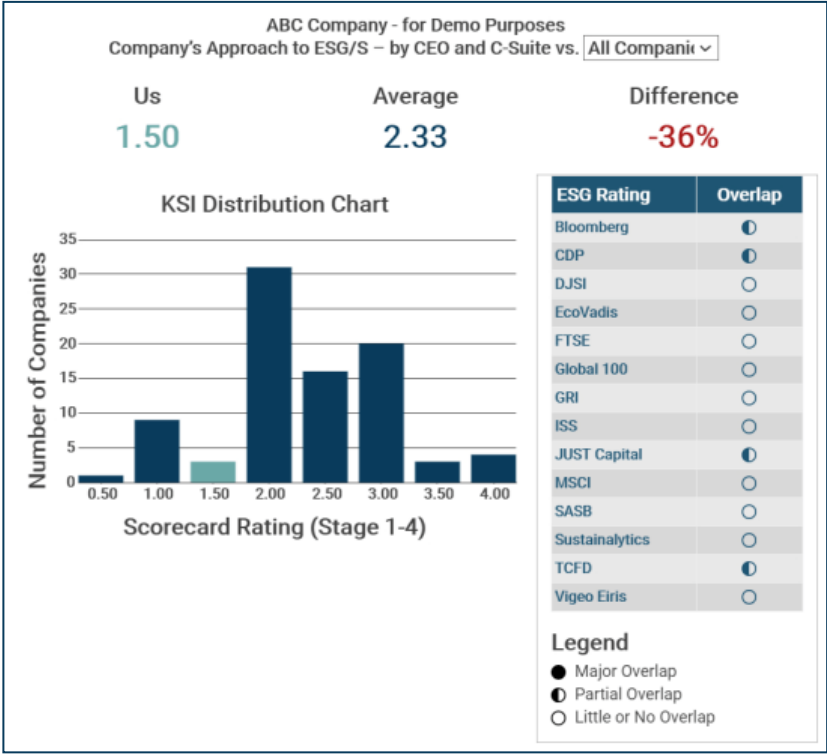 ABC Company - for Demo Purposes
Company's Approach to ESG/S – by CEO and C-Suite vs. All Compani
Us
Average
Difference
1.50
2.33
-36%
KSI Distribution Chart
Number of Companies
35
30
25
20
15
10
5
0
0.50 1.00 1.50 2.00 2.50 3.00 3.50 4.00
Scorecard Rating (Stage 1-4)
ESG Rating Overlap
Bloomberg
CDP
DJSI
EcoVadis
FTSE
Global 100
GRI
ISS
JUST Capital
MSCI
SASB
Sustainalytics
TCFD
Vigeo Eiris
Legend
Major Overlap
Partial Overlap
Little or No Overlap